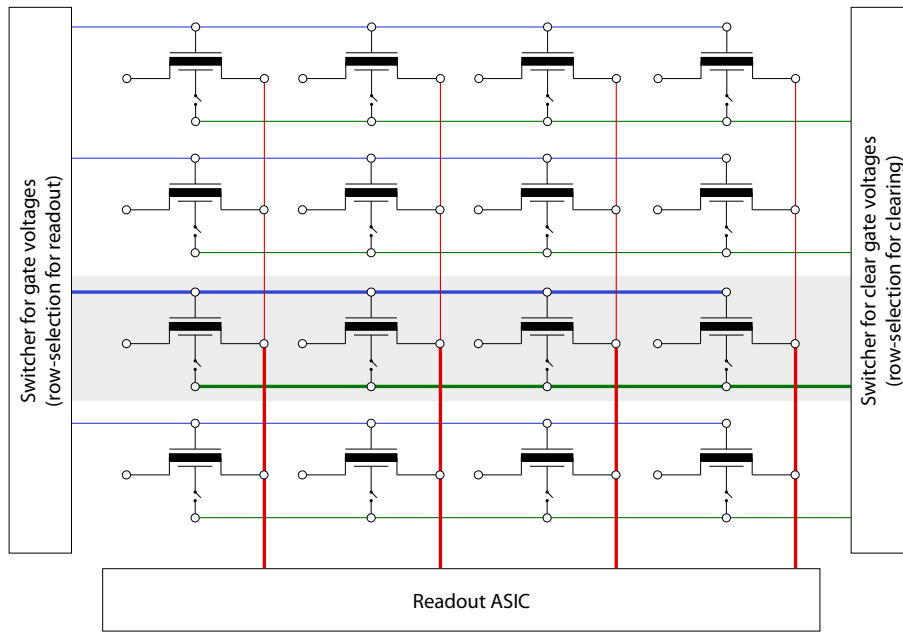 Switcher for gate voltages
(row-selection for readout)
Switcher for clear gate voltages
(row-selection for clearing)
Readout ASIC